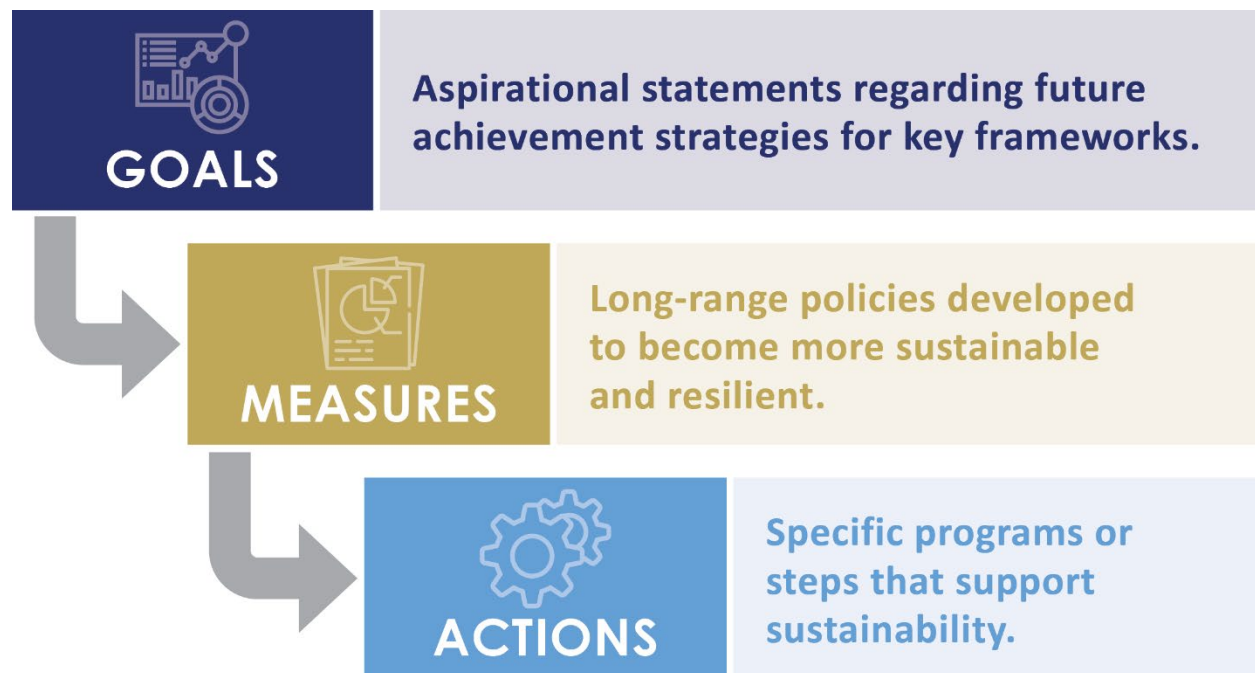 GOALS
Aspirational statements regarding future
achievement strategies for key frameworks.
MEASURES
Long-range policies developed
to become more sustainable
and resilient.
ACTIONS
Specific programs or
steps that support
sustainability.